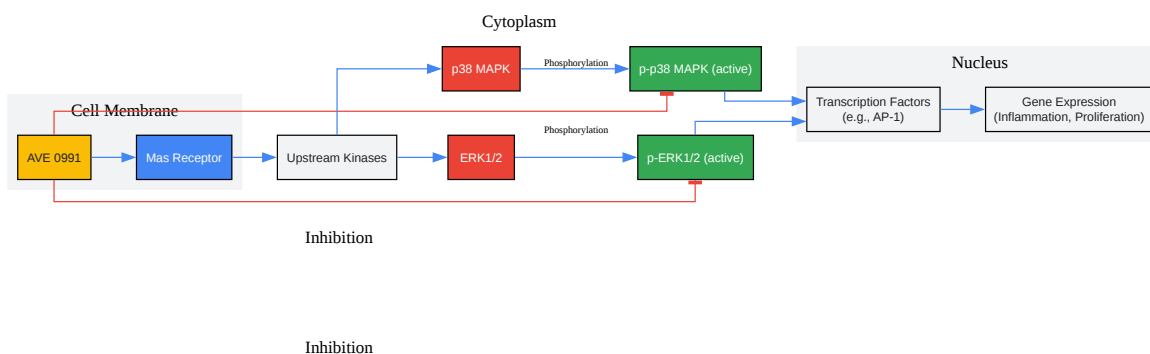 Cytoplasm
Nucleus
Cell Membrane
p38 MAPK
Phosphorylation
p-p38 MAPK (active)
Transcription Factors
(e.g., AP-1)
Gene Expression
(Inflammation, Proliferation)
AVE 0991
Mas Receptor
Upstream Kinases
ERK1/2
Phosphorylation
p-ERK1/2 (active)
Inhibition
Inhibition